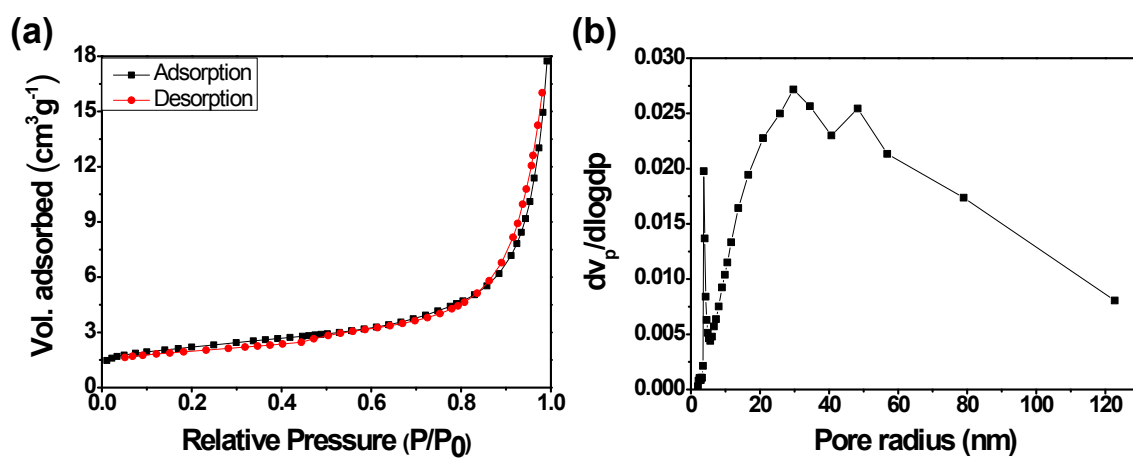 (a)
18
15
12
9
6
3
0
Vol. adsorbed (cm³g⁻¹)
Adsorption
Desorption
0.0 0.2 0.4 0.6 0.8 1.0
Relative Pressure (P/P₀)
(b)
0.030
0.025
0.020
0.015
0.010
0.005
0.000
dvₚ/dlogdp
0 20 40 60 80 100 120
Pore radius (nm)